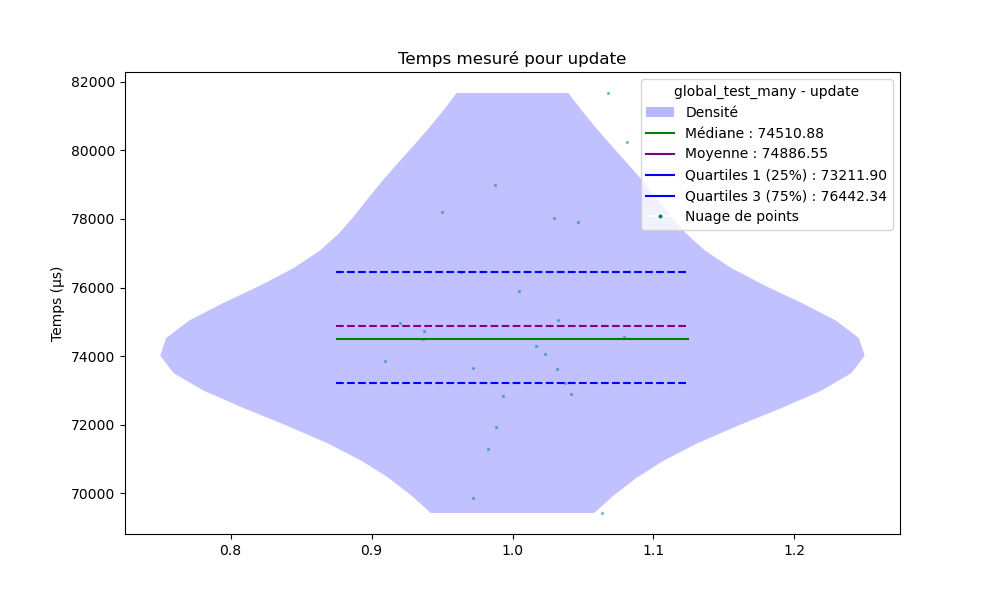 Temps mesuré pour update
global_test_many - update
Densité
Médiane : 74510.88
Moyenne : 74886.55
Quartiles 1 (25%) : 73211.90
Quartiles 3 (75%) : 76442.34
Nuage de points
Temps (µs)
82000
80000
78000
76000
74000
72000
70000
0.8 0.9 1.0 1.1 1.2